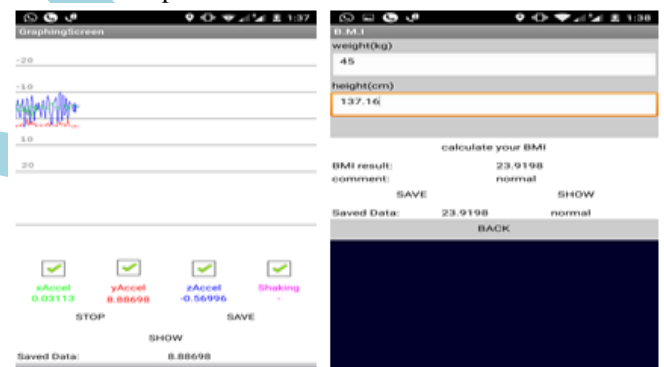 1:37
GraphingScreen
-20
-10
10
20
xAccel yAccel zAccel Shaking
0.03113 8.88698 -0.56996 -
STOP SAVE
SHOW
Saved Data: 8.88698
1:38
B.M.I
weight(kg)
45
height(cm)
137.16
calculate your BMI
BMI result: 23.9198
comment: normal
SAVE SHOW
Saved Data: 23.9198 normal
BACK